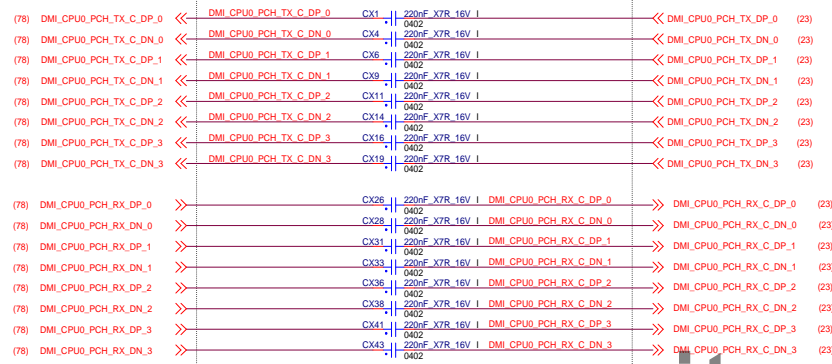 (78) DMI_CPU0_PCH_TX_C_DP_0 DMI_CPU0_PCH_TX_C_DP_0 CX1 220nF_X7R_16V I DMI_CPU0_PCH_TX_DP_0 (23)
0402
(78) DMI_CPU0_PCH_TX_C_DN_0 DMI_CPU0_PCH_TX_C_DN_0 CX4 220nF_X7R_16V I DMI_CPU0_PCH_TX_DN_0 (23)
0402
(78) DMI_CPU0_PCH_TX_C_DP_1 DMI_CPU0_PCH_TX_C_DP_1 CX6 220nF_X7R_16V I DMI_CPU0_PCH_TX_DP_1 (23)
0402
(78) DMI_CPU0_PCH_TX_C_DN_1 DMI_CPU0_PCH_TX_C_DN_1 CX9 220nF_X7R_16V I DMI_CPU0_PCH_TX_DN_1 (23)
0402
(78) DMI_CPU0_PCH_TX_C_DP_2 DMI_CPU0_PCH_TX_C_DP_2 CX11 220nF_X7R_16V I DMI_CPU0_PCH_TX_DP_2 (23)
0402
(78) DMI_CPU0_PCH_TX_C_DN_2 DMI_CPU0_PCH_TX_C_DN_2 CX14 220nF_X7R_16V I DMI_CPU0_PCH_TX_DN_2 (23)
0402
(78) DMI_CPU0_PCH_TX_C_DP_3 DMI_CPU0_PCH_TX_C_DP_3 CX16 220nF_X7R_16V I DMI_CPU0_PCH_TX_DP_3 (23)
0402
(78) DMI_CPU0_PCH_TX_C_DN_3 DMI_CPU0_PCH_TX_C_DN_3 CX19 220nF_X7R_16V I DMI_CPU0_PCH_TX_DN_3 (23)
0402
(78) DMI_CPU0_PCH_RX_DP_0 CX26 220nF_X7R_16V I DMI_CPU0_PCH_RX_C_DP_0 DMI_CPU0_PCH_RX_C_DP_0 (23)
0402
(78) DMI_CPU0_PCH_RX_DN_0 CX28 220nF_X7R_16V I DMI_CPU0_PCH_RX_C_DN_0 DMI_CPU0_PCH_RX_C_DN_0 (23)
0402
(78) DMI_CPU0_PCH_RX_DP_1 CX31 220nF_X7R_16V I DMI_CPU0_PCH_RX_C_DP_1 DMI_CPU0_PCH_RX_C_DP_1 (23)
0402
(78) DMI_CPU0_PCH_RX_DN_1 CX33 220nF_X7R_16V I DMI_CPU0_PCH_RX_C_DN_1 DMI_CPU0_PCH_RX_C_DN_1 (23)
0402
(78) DMI_CPU0_PCH_RX_DP_2 CX36 220nF_X7R_16V I DMI_CPU0_PCH_RX_C_DP_2 DMI_CPU0_PCH_RX_C_DP_2 (23)
0402
(78) DMI_CPU0_PCH_RX_DN_2 CX38 220nF_X7R_16V I DMI_CPU0_PCH_RX_C_DN_2 DMI_CPU0_PCH_RX_C_DN_2 (23)
0402
(78) DMI_CPU0_PCH_RX_DP_3 CX41 220nF_X7R_16V I DMI_CPU0_PCH_RX_C_DP_3 DMI_CPU0_PCH_RX_C_DP_3 (23)
0402
(78) DMI_CPU0_PCH_RX_DN_3 CX43 220nF_X7R_16V I DMI_CPU0_PCH_RX_C_DN_3 DMI_CPU0_PCH_RX_C_DN_3 (23)
0402